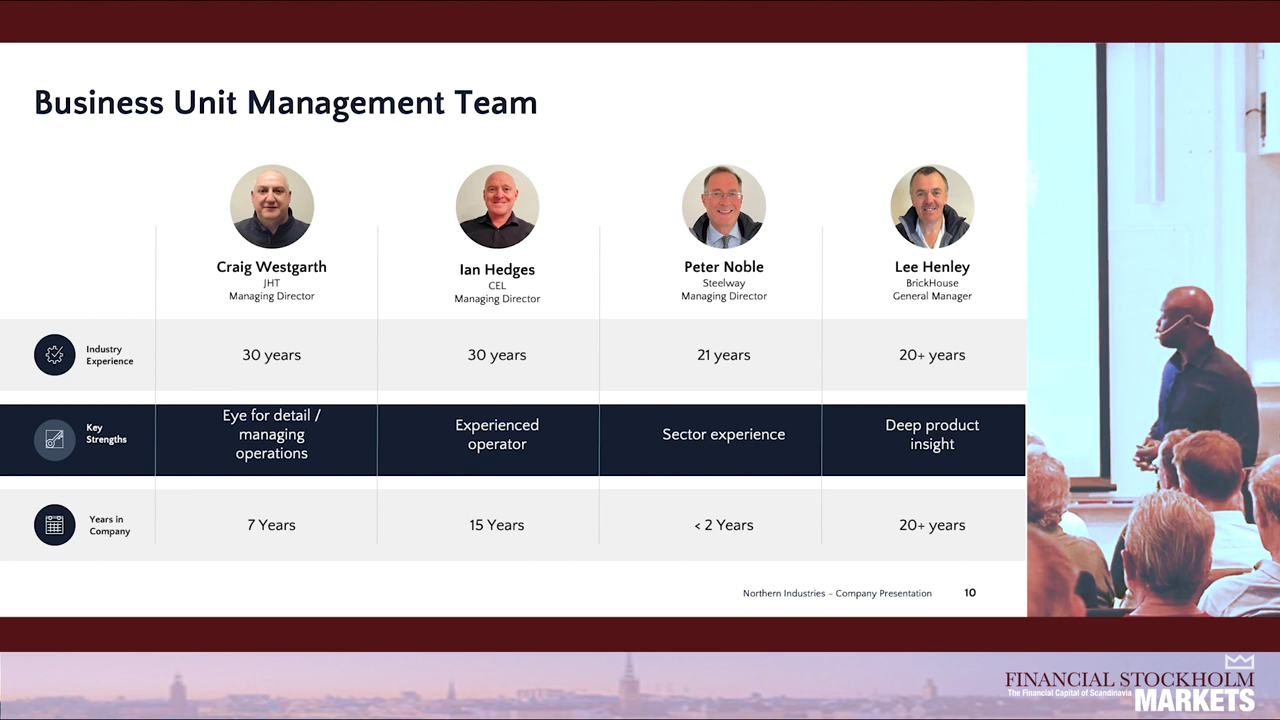 Business Unit Management Team
Craig Westgarth
JHT
Managing Director
Ian Hedges
CEL
Managing Director
Peter Noble
Steelway
Managing Director
Lee Henley
BrickHouse
General Manager
Industry
Experience
30 years
30 years
21 years
20+ years
Key
Strengths
Eye for detail /
managing
operations
Experienced
operator
Sector experience
Deep product
insight
Years in
Company
7 Years
15 Years
< 2 Years
20+ years
Northern Industries – Company Presentation 10
FINANCIAL STOCKHOLM
The Financial Capital of Scandinavia
MARKETS